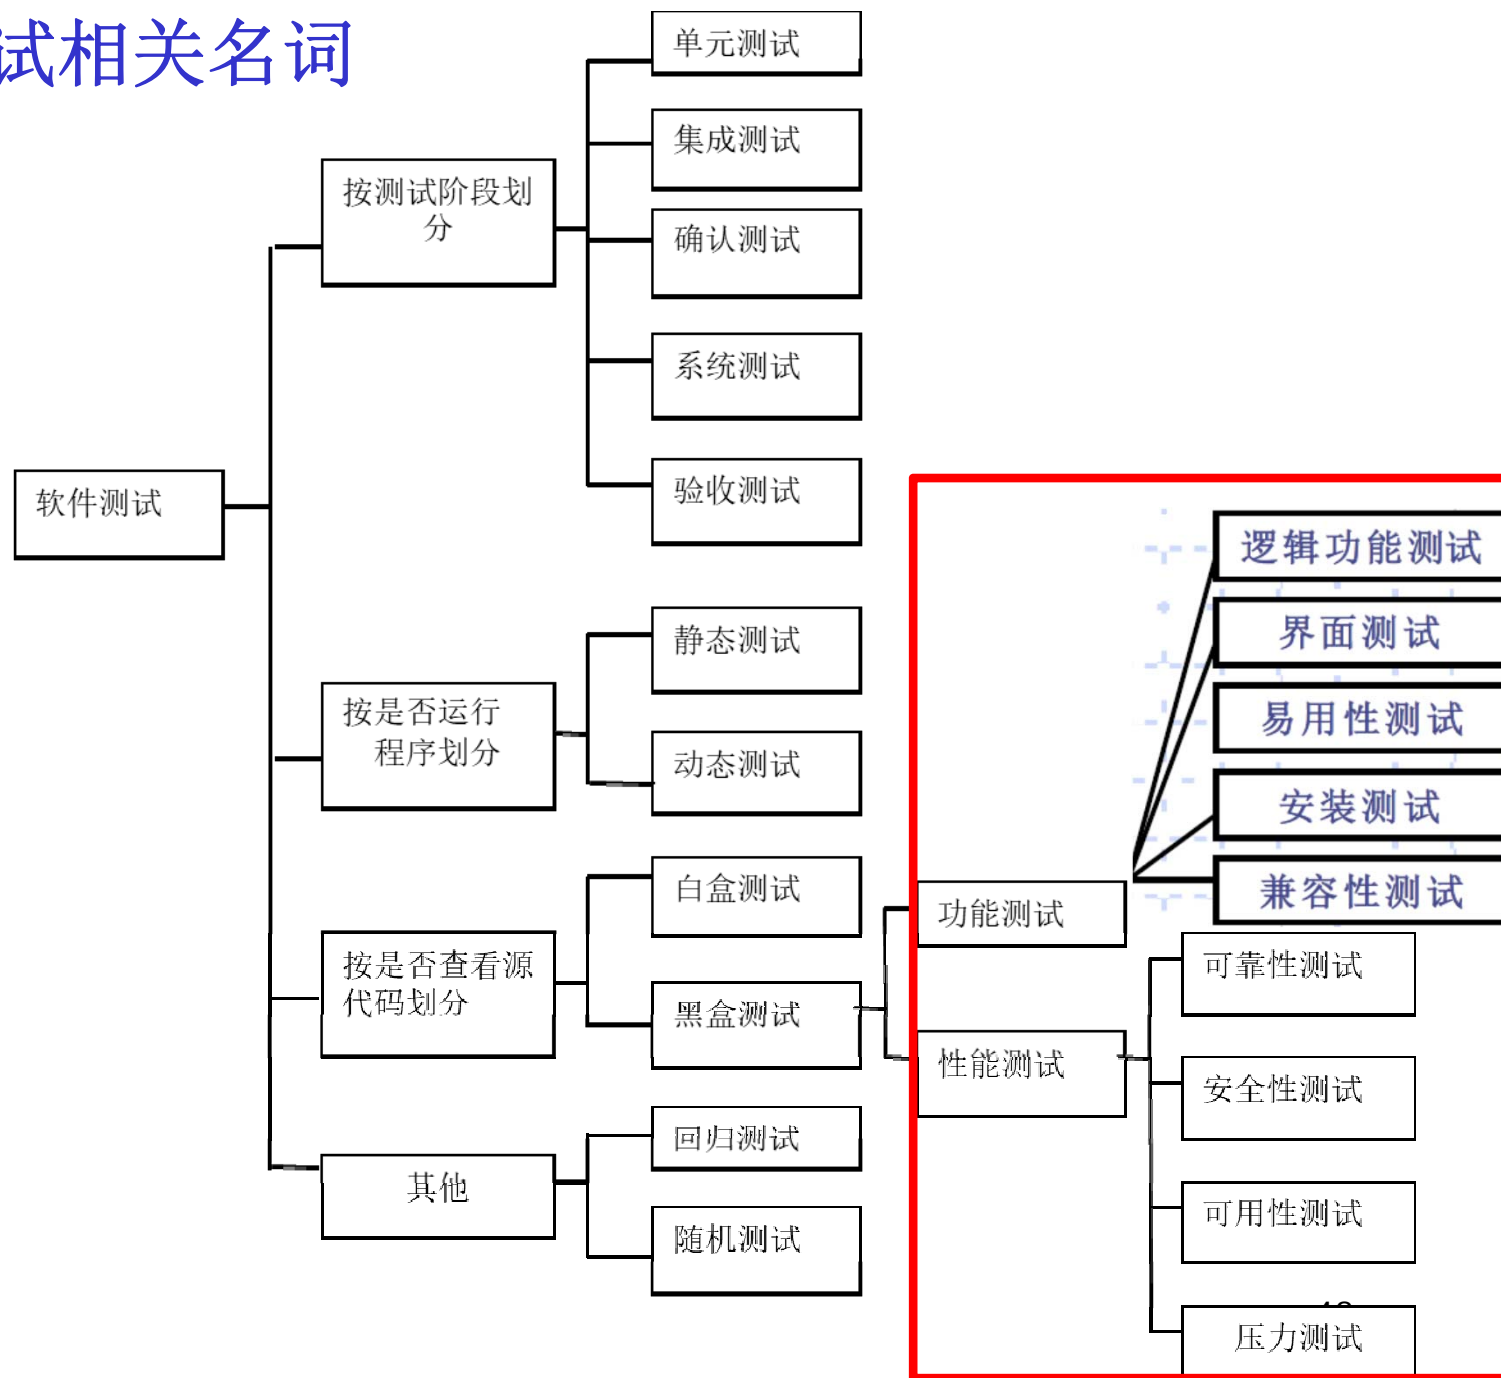 试相关名词
单元测试
集成测试
按测试阶段划
分
确认测试
系统测试
软件测试
验收测试
逻辑功能测试
界面测试
静态测试
按是否运行
程序划分
易用性测试
动态测试
安装测试
白盒测试
兼容性测试
功能测试
按是否查看源
代码划分
可靠性测试
黑盒测试
性能测试
安全性测试
回归测试
其他
可用性测试
随机测试
压力测试